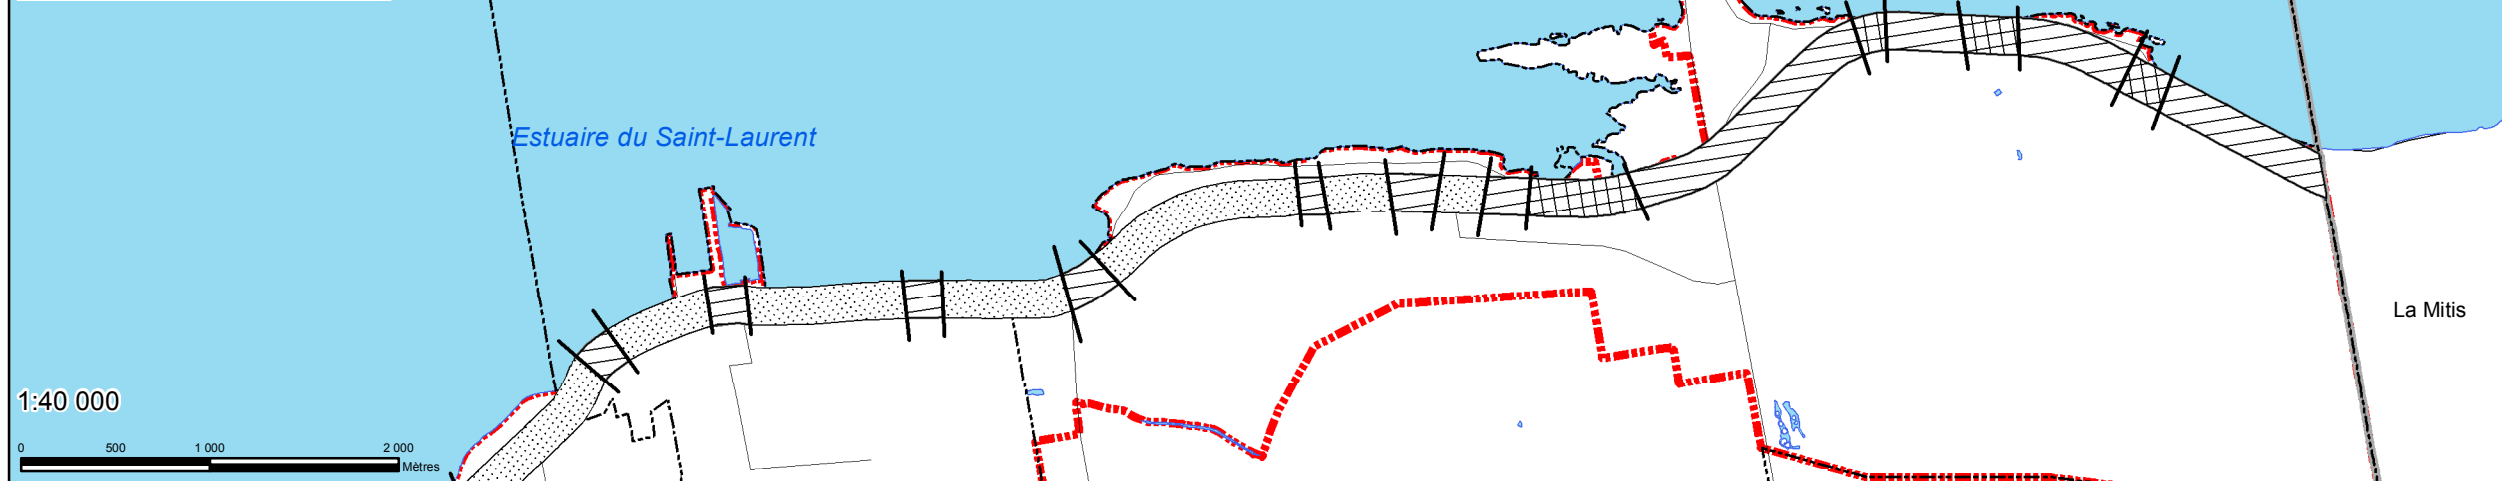 Estuaire du Saint-Laurent
La Mitis
1:40 000
0 500 1 000 2 000
Mètres